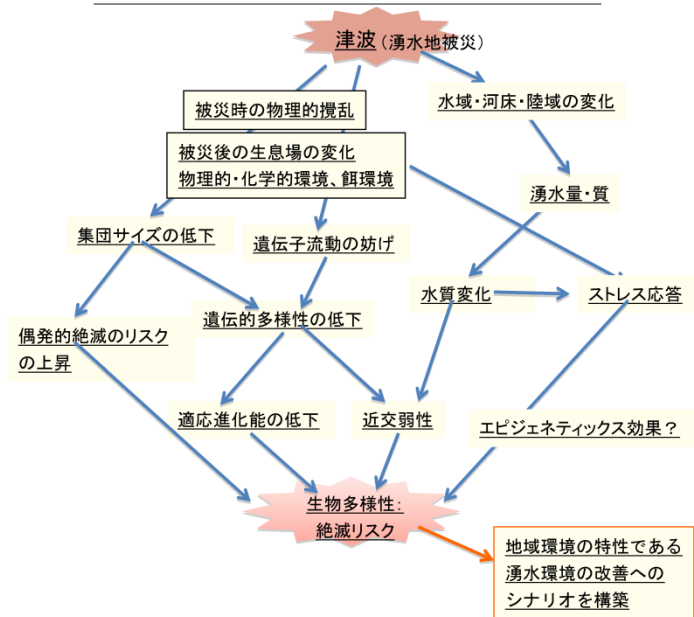 津波（湧水地被災）
被災時の物理的攪乱
水域・河床・陸域の変化
被災後の生息場の変化
物理的・化学的環境、餌環境
湧水量・質
集団サイズの低下
遺伝子流動の妨げ
水質変化
ストレス応答
偶発的絶滅のリスク
の上昇
遺伝的多様性の低下
適応進化能の低下
近交弱性
エピジェネティックス効果？
生物多様性：
絶滅リスク
地域環境の特性である
湧水環境の改善への
シナリオを構築